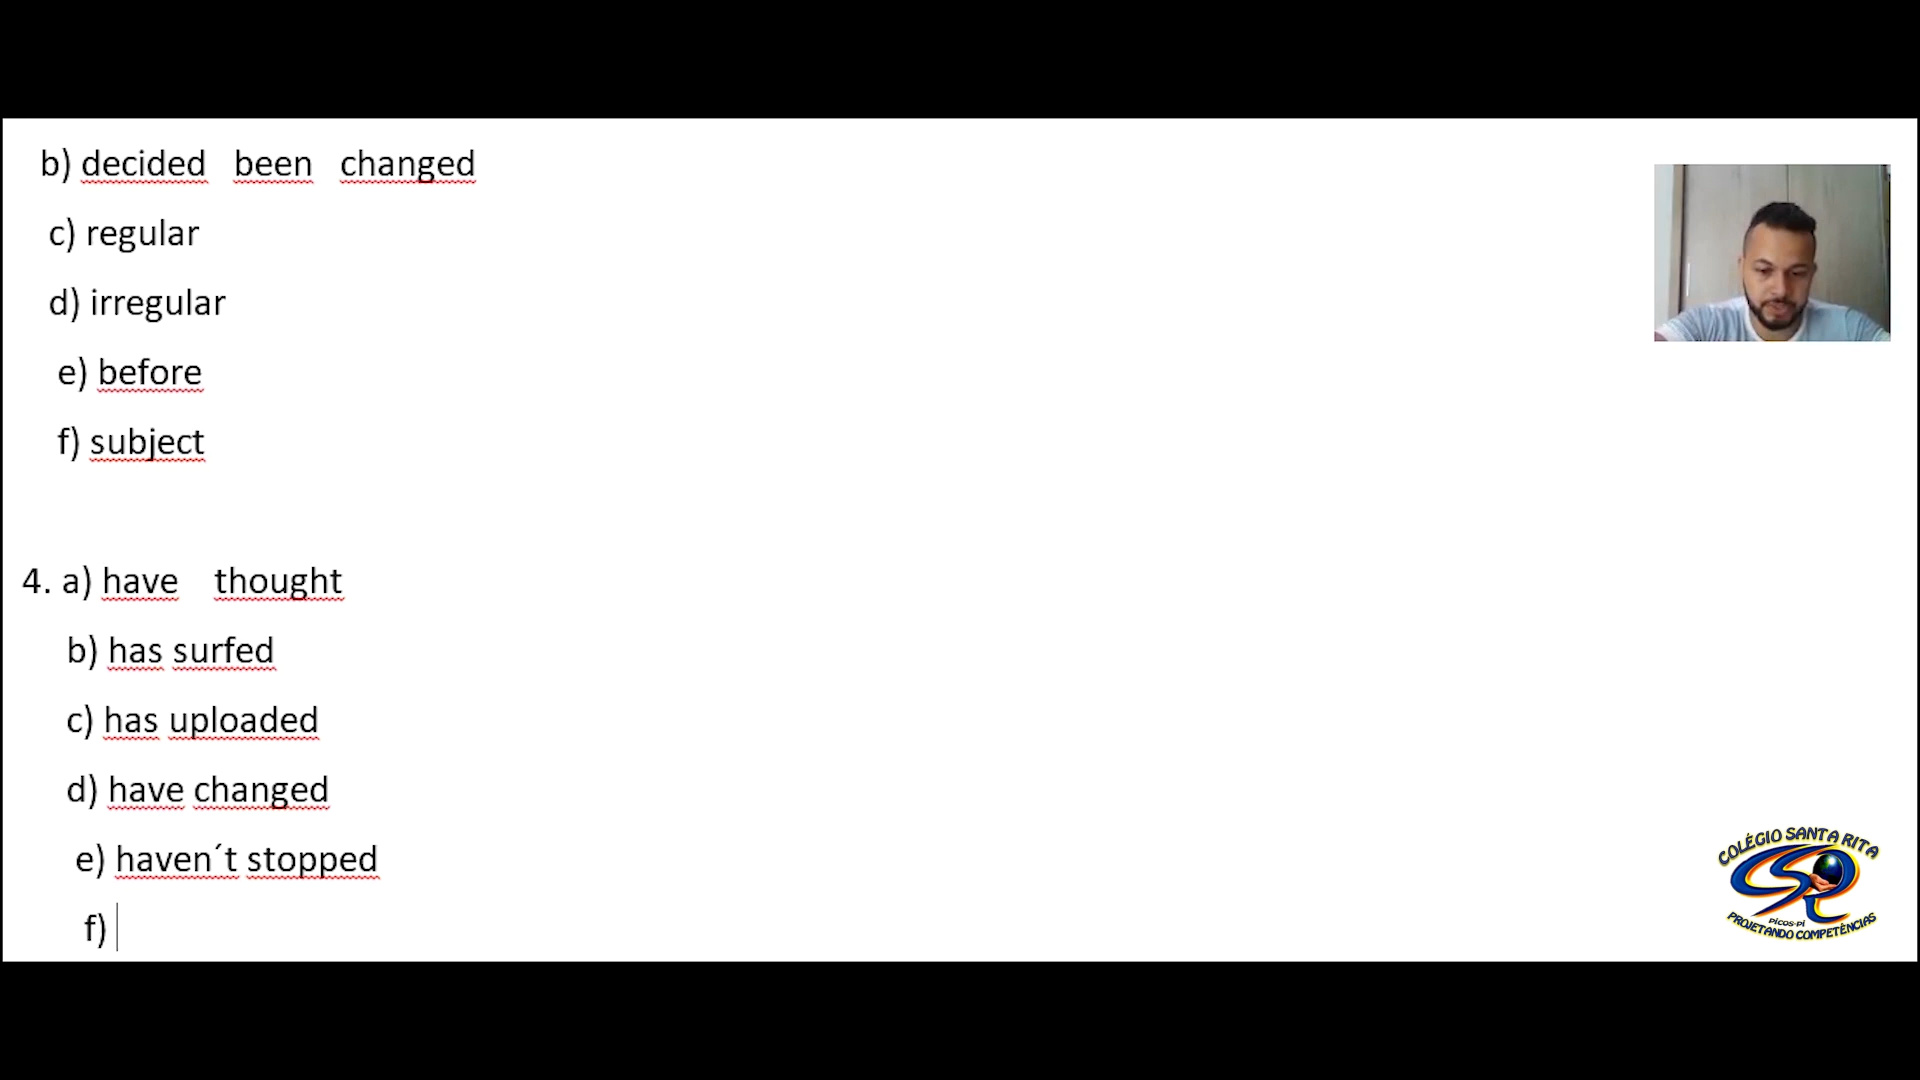 b) decided been changed
c) regular
d) irregular
e) before
f) subject
4. a) have thought
b) has surfed
c) has uploaded
d) have changed
e) haven´t stopped
f)
COLÉGIO SANTA RITA
PICOS-PI
PROJETANDO COMPETÊNCIAS